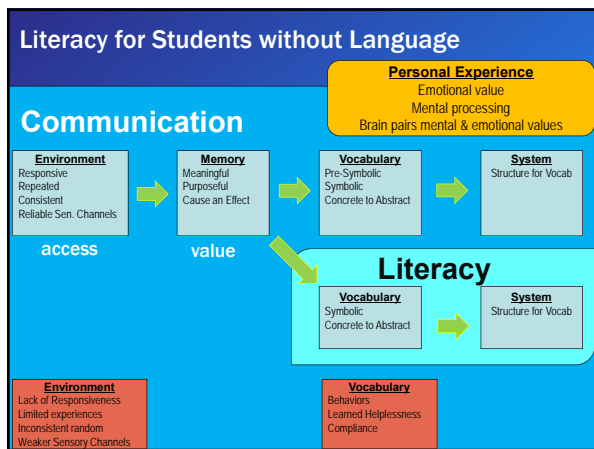 Literacy for Students without Language
Personal Experience
Emotional value
Mental processing
Brain pairs mental & emotional values
Communication
Environment
Responsive
Repeated
Consistent
Reliable Sen. Channels
access
Memory
Meaningful
Purposeful
Cause an Effect
value
Vocabulary
Pre-Symbolic
Symbolic
Concrete to Abstract
System
Structure for Vocab
Literacy
Vocabulary
Symbolic
Concrete to Abstract
System
Structure for Vocab
Environment
Lack of Responsiveness
Limited experiences
Inconsistent random
Weaker Sensory Channels
Vocabulary
Behaviors
Learned Helplessness
Compliance